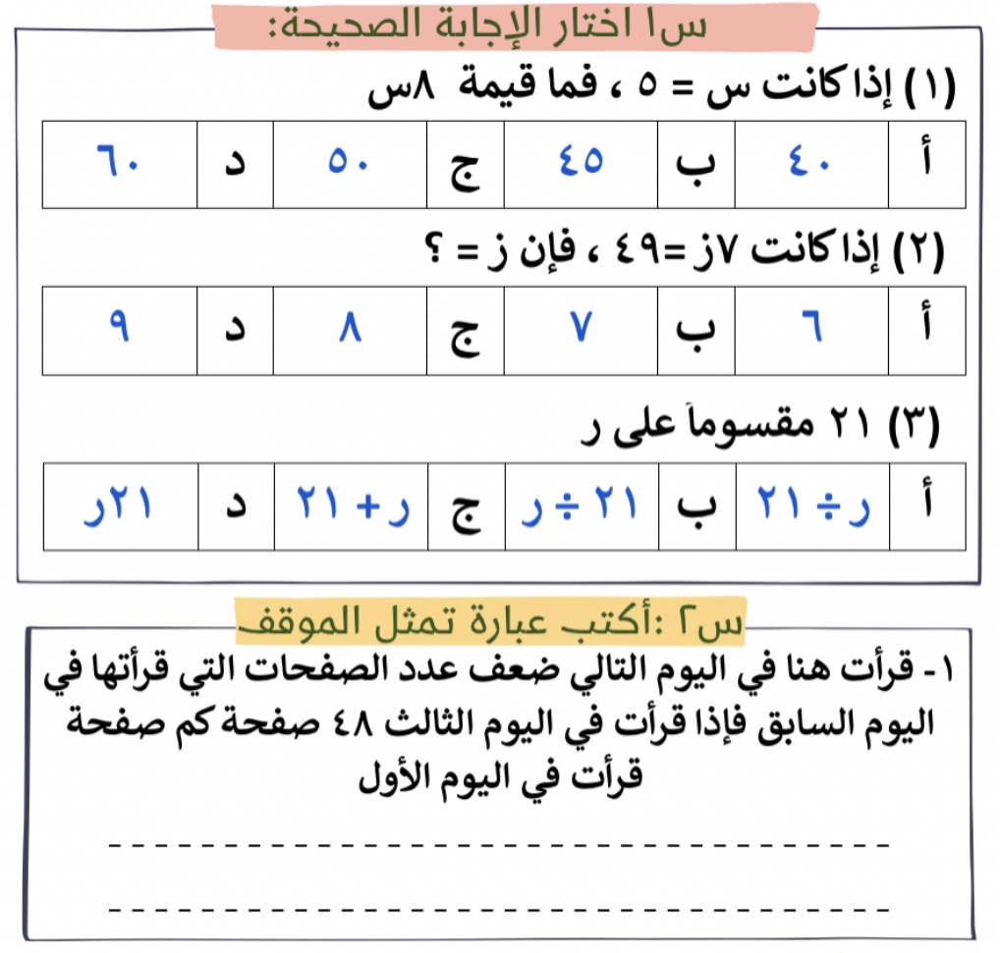 س١ اختار الإجابة الصحيحة:
(١) إذا كانت س = ٥ ، فما قيمة ٨س
أ ٤٠ ب ٤٥ ج ٥٠ د ٦٠
(٢) إذا كانت ٧ز =٤٩ ، فإن ز = ؟
أ ٦ ب ٧ ج ٨ د ٩
(٣) ٢١ مقسوماً على ر
أ ر ÷ ٢١ ب ٢١ ÷ ر ج ر + ٢١ د ٢١ر
س٢ :أكتب عبارة تمثل الموقف
١- قرأت هنا في اليوم التالي ضعف عدد الصفحات التي قرأتها في
اليوم السابق فإذا قرأت في اليوم الثالث ٤٨ صفحة كم صفحة
قرأت في اليوم الأول